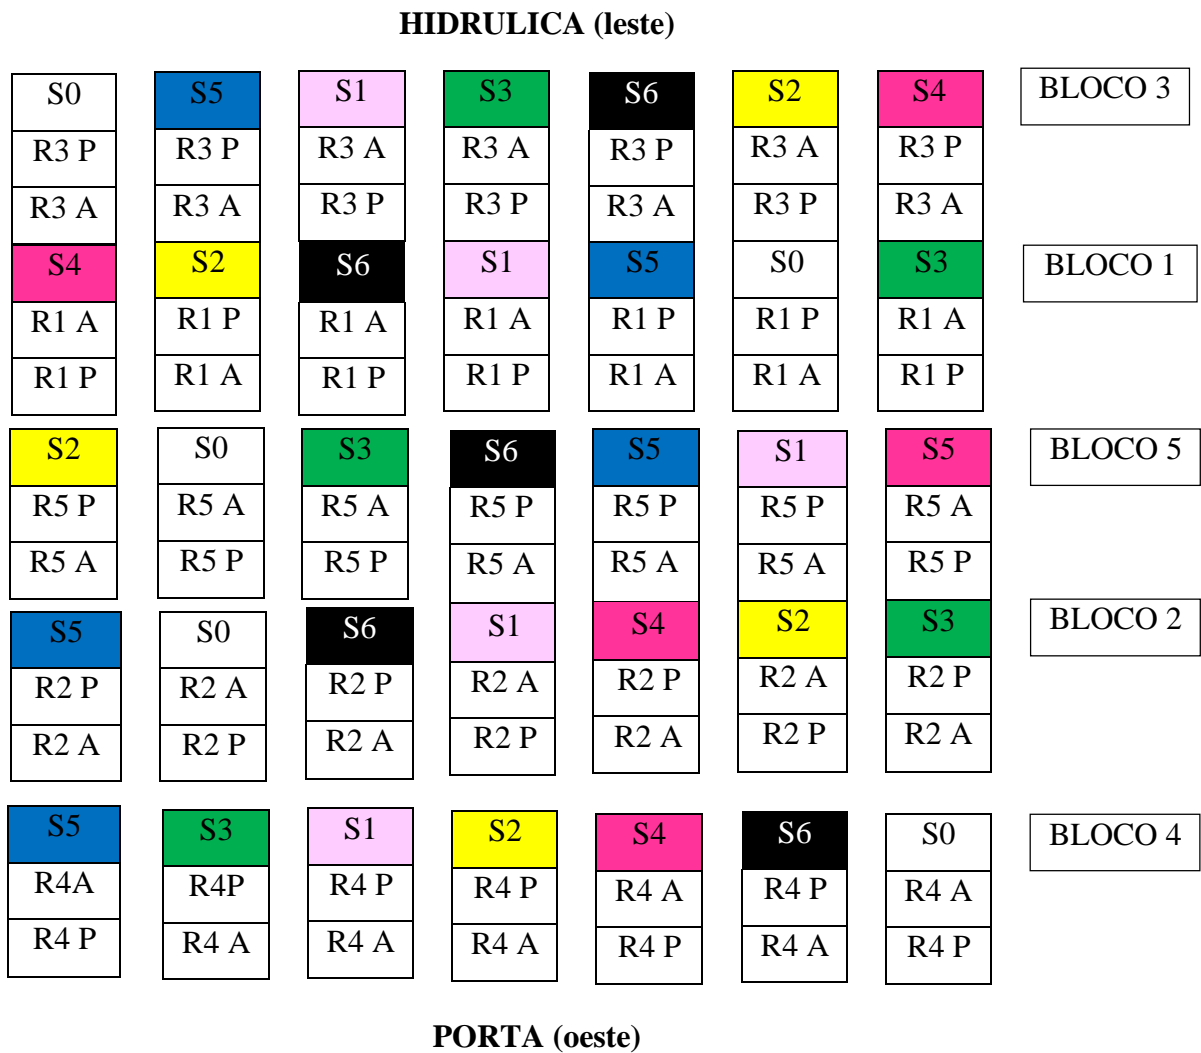 HIDRULICA (leste)
S0 S5 S1 S3 S6 S2 S4 BLOCO 3
R3 P R3 P R3 A R3 A R3 P R3 A R3 P
R3 A R3 A R3 P R3 P R3 A R3 P R3 A
S4 S2 S6 S1 S5 S0 S3 BLOCO 1
R1 A R1 P R1 A R1 A R1 P R1 P R1 A
R1 P R1 A R1 P R1 P R1 A R1 A R1 P
S2 S0 S3 S6 S5 S1 S5 BLOCO 5
R5 P R5 A R5 A R5 P R5 P R5 P R5 A
R5 A R5 P R5 P R5 A R5 A R5 A R5 P
S5 S0 S6 S1 S4 S2 S3 BLOCO 2
R2 P R2 A R2 P R2 A R2 P R2 A R2 P
R2 A R2 P R2 A R2 P R2 A R2 P R2 A
S5 S3 S1 S2 S4 S6 S0 BLOCO 4
R4A R4P R4 P R4 P R4 A R4 P R4 A
R4 P R4 A R4 A R4 A R4 P R4 A R4 P
PORTA (oeste)